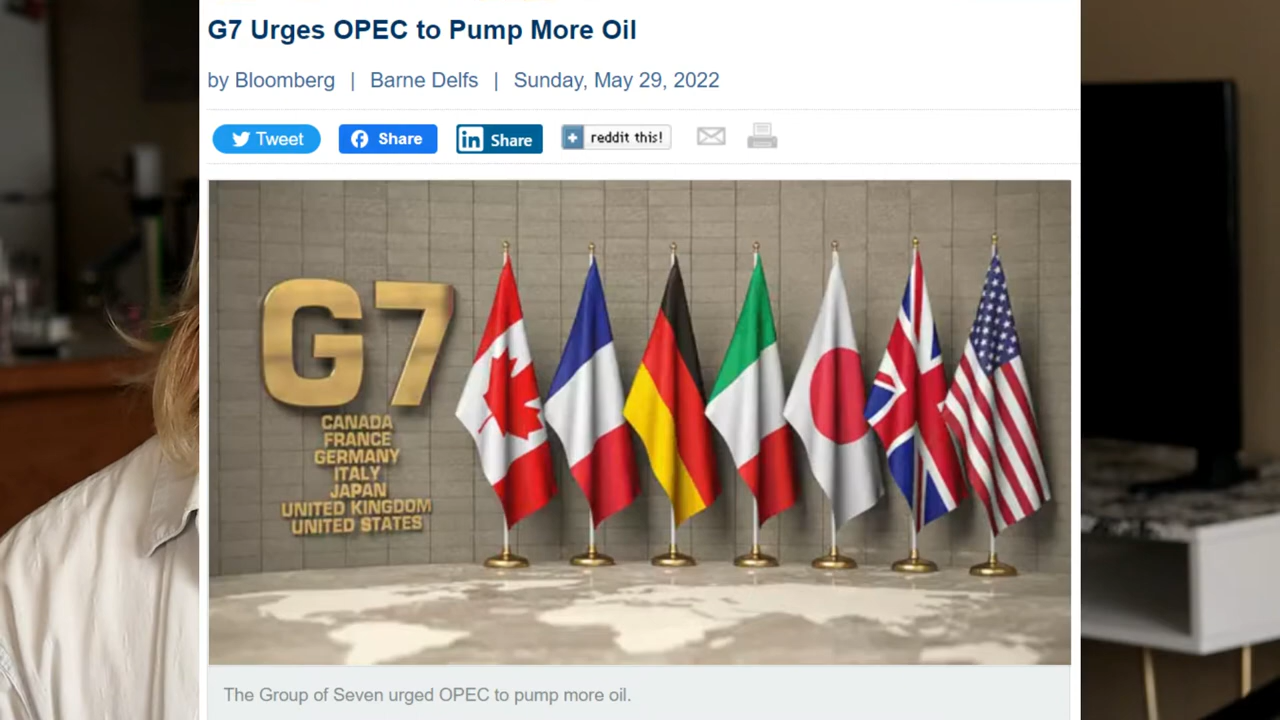 G7 Urges OPEC to Pump More Oil
by Bloomberg | Barne Delfs | Sunday, May 29, 2022
Tweet Share in Share + reddit this!
G7
CANADA
FRANCE
GERMANY
ITALY
JAPAN
UNITED KINGDOM
UNITED STATES
The Group of Seven urged OPEC to pump more oil.